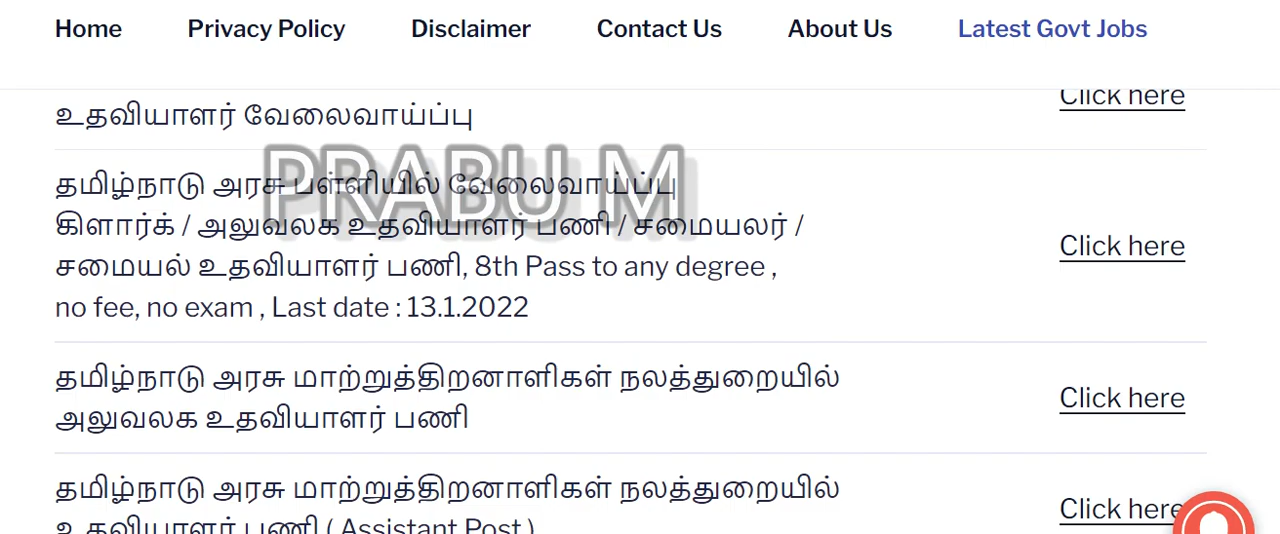 Home Privacy Policy Disclaimer Contact Us About Us Latest Govt Jobs
Click here
உதவியாளர் வேலைவாய்ப்பு
PRABU M
தமிழ்நாடு அரசு பள்ளியில் வேலைவாய்ப்பு
கிளார்க் / அலுவலக உதவியாளர் பணி / சமையலர் /
Click here
சமையல் உதவியாளர் பணி, 8th Pass to any degree ,
no fee, no exam , Last date : 13.1.2022
தமிழ்நாடு அரசு மாற்றுத்திறனாளிகள் நலத்துறையில்
Click here
அலுவலக உதவியாளர் பணி
தமிழ்நாடு அரசு மாற்றுத்திறனாளிகள் நலத்துறையில்
Click here
உதவியாளர் பணி ( Assistant Post )